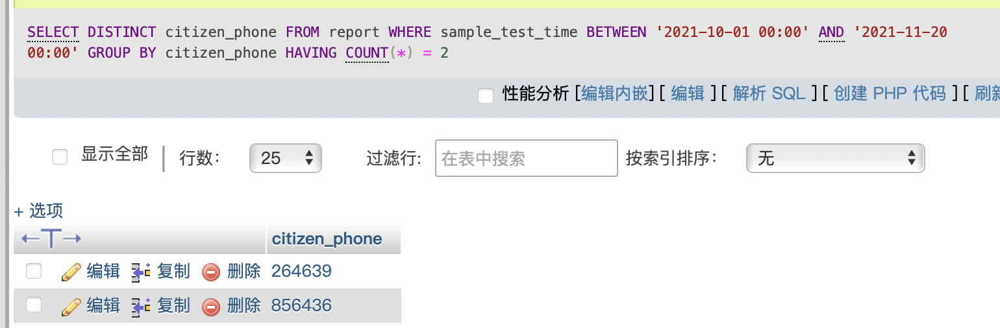 SELECT DISTINCT citizen_phone FROM report WHERE sample_test_time BETWEEN '2021-10-01 00:00' AND '2021-11-20
00:00' GROUP BY citizen_phone HAVING COUNT(*) = 2
性能分析 [编辑内嵌][ 编辑 ][ 解析 SQL ][ 创建 PHP 代码 ][ 刷新
显示全部 | 行数: 25 过滤行: 在表中搜索 按索引排序: 无
+ 选项
←T→ citizen_phone
编辑 复制 删除 264639
编辑 复制 删除 856436